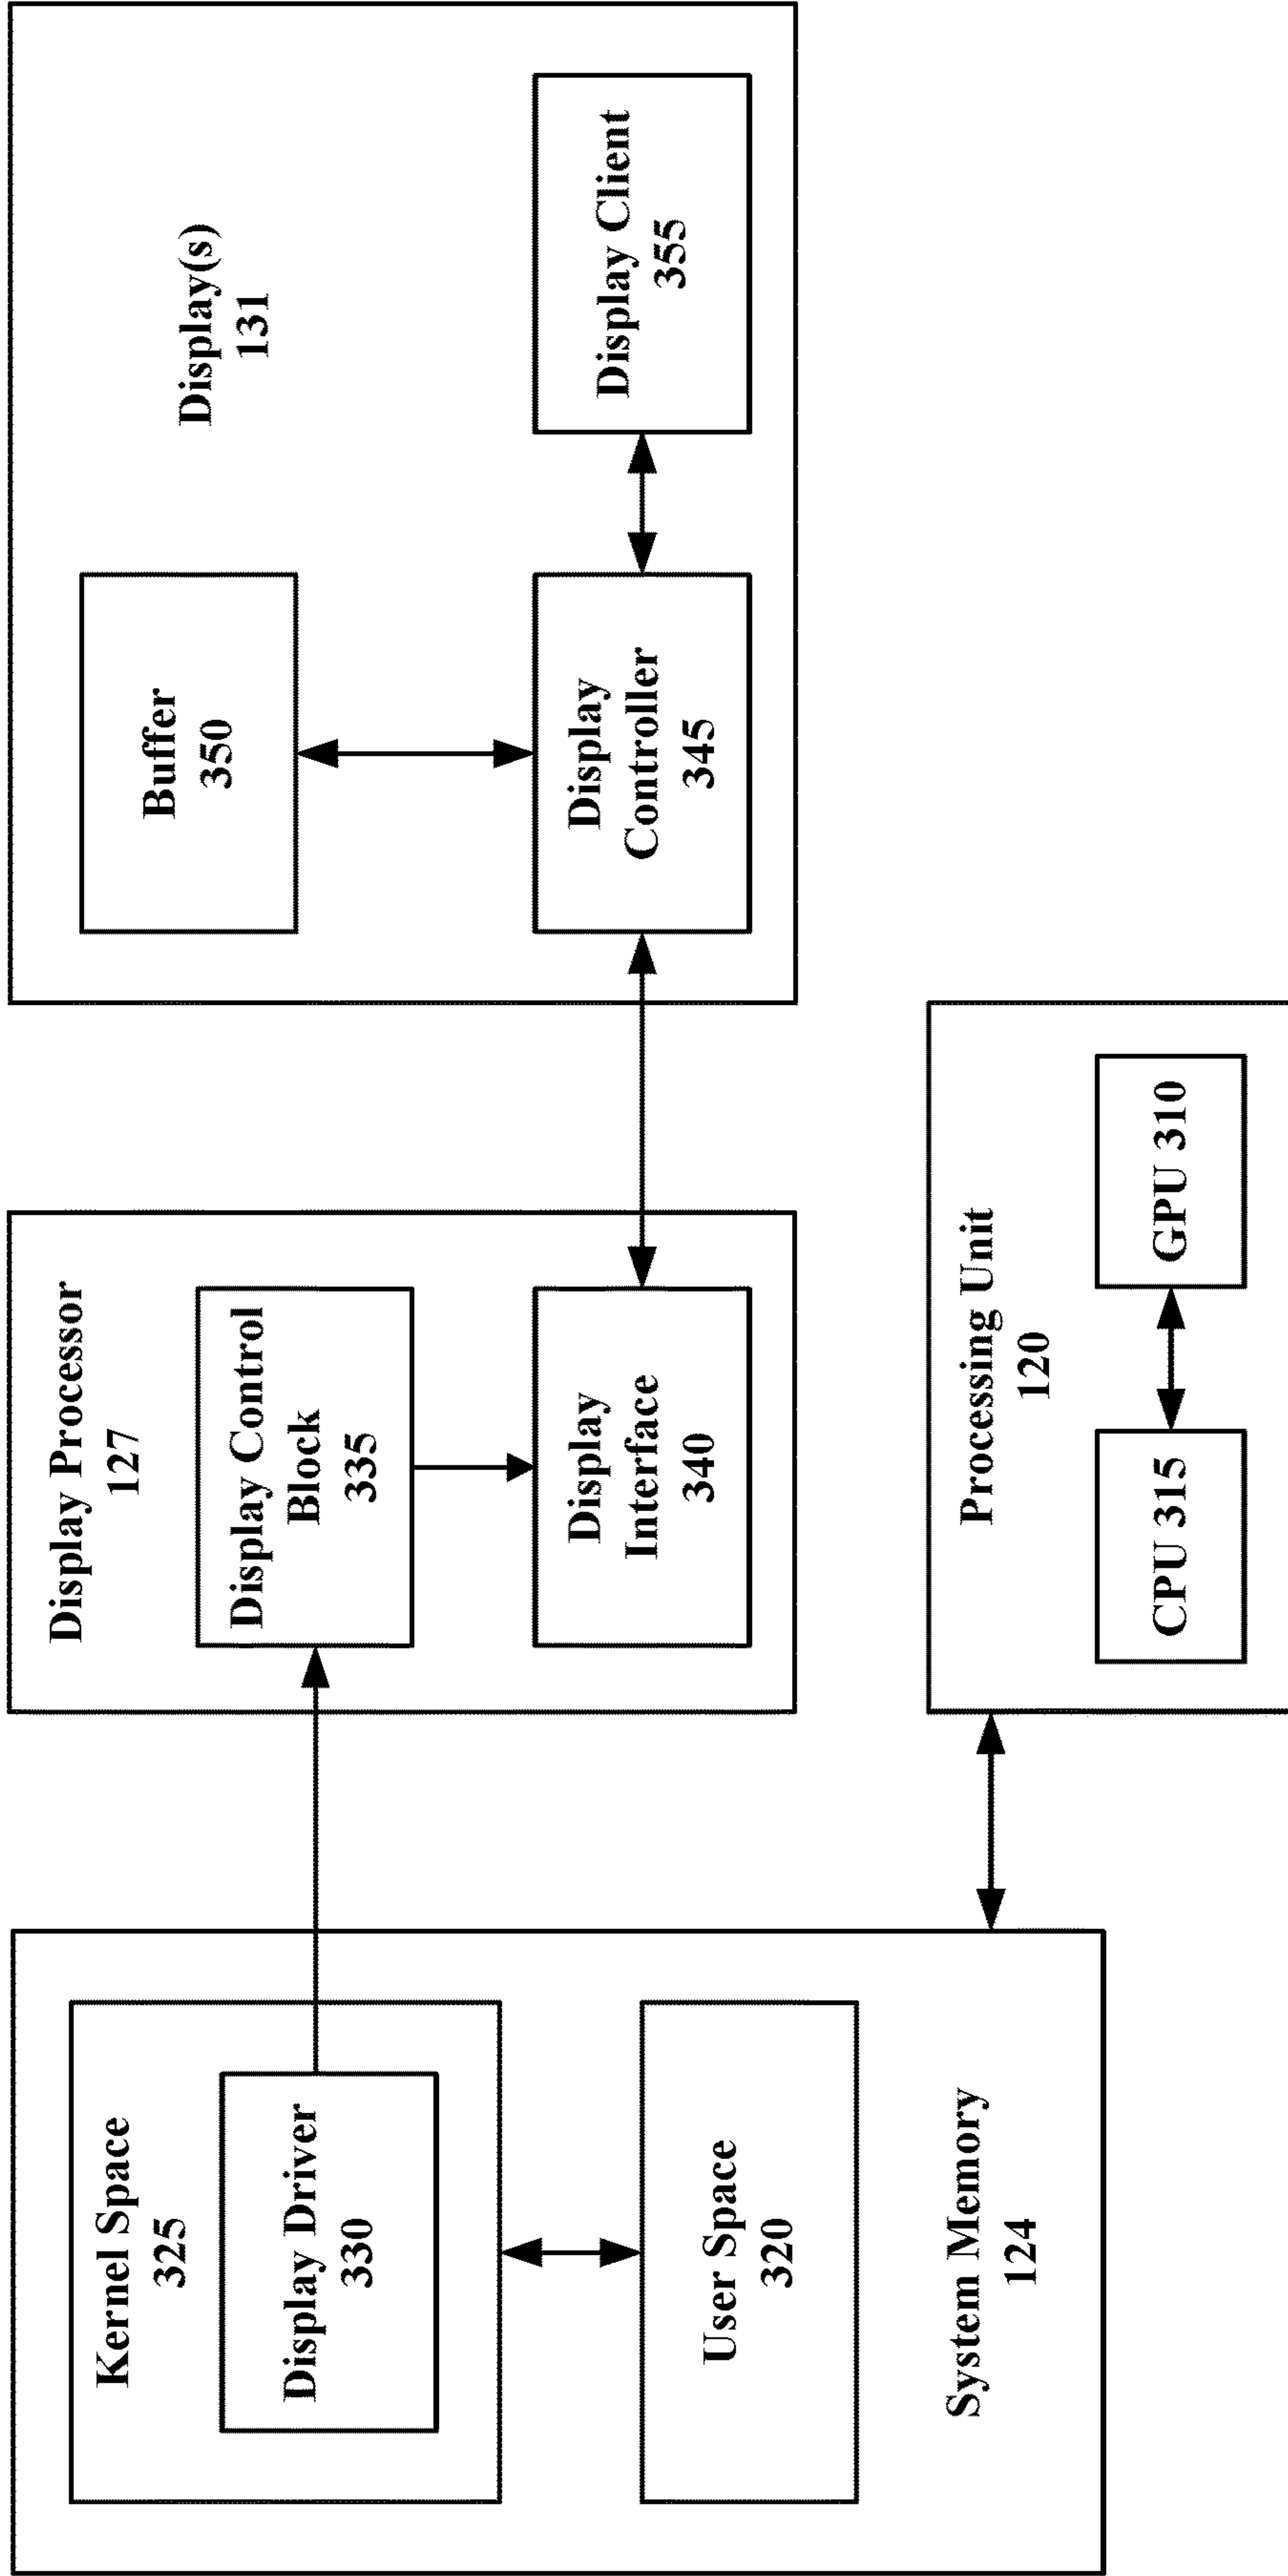 Kernel Space
325
Display Driver
330
User Space
320
System Memory
124
Display Processor
127
Display Control
Block
335
Display
Interface
340
Display(s)
131
Buffer
350
Display
Controller
345
Display Client
355
Processing Unit
120
CPU 315
GPU 310